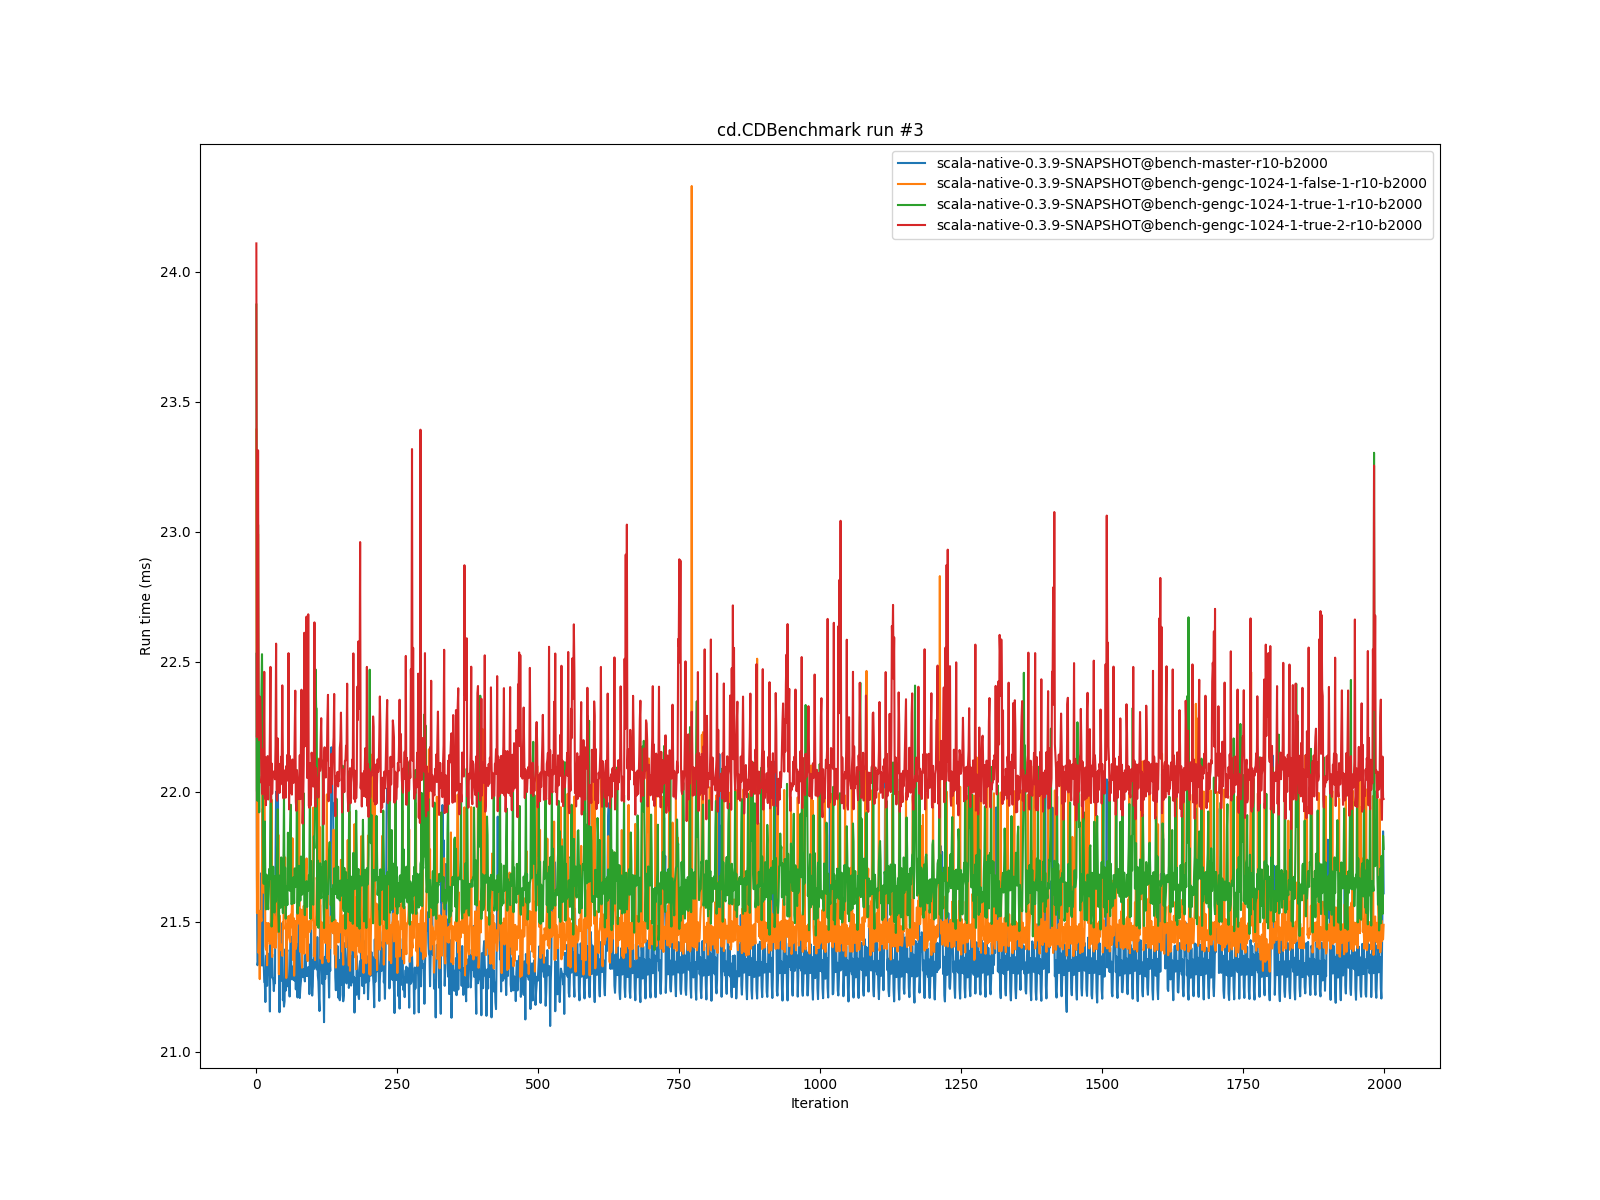 cd.CDBenchmark run #3
scala-native-0.3.9-SNAPSHOT@bench-master-r10-b2000
scala-native-0.3.9-SNAPSHOT@bench-gengc-1024-1-false-1-r10-b2000
scala-native-0.3.9-SNAPSHOT@bench-gengc-1024-1-true-1-r10-b2000
scala-native-0.3.9-SNAPSHOT@bench-gengc-1024-1-true-2-r10-b2000
24.0
23.5
23.0
22.5
22.0
21.5
21.0
Run time (ms)
0 250 500 750 1000 1250 1500 1750 2000
Iteration